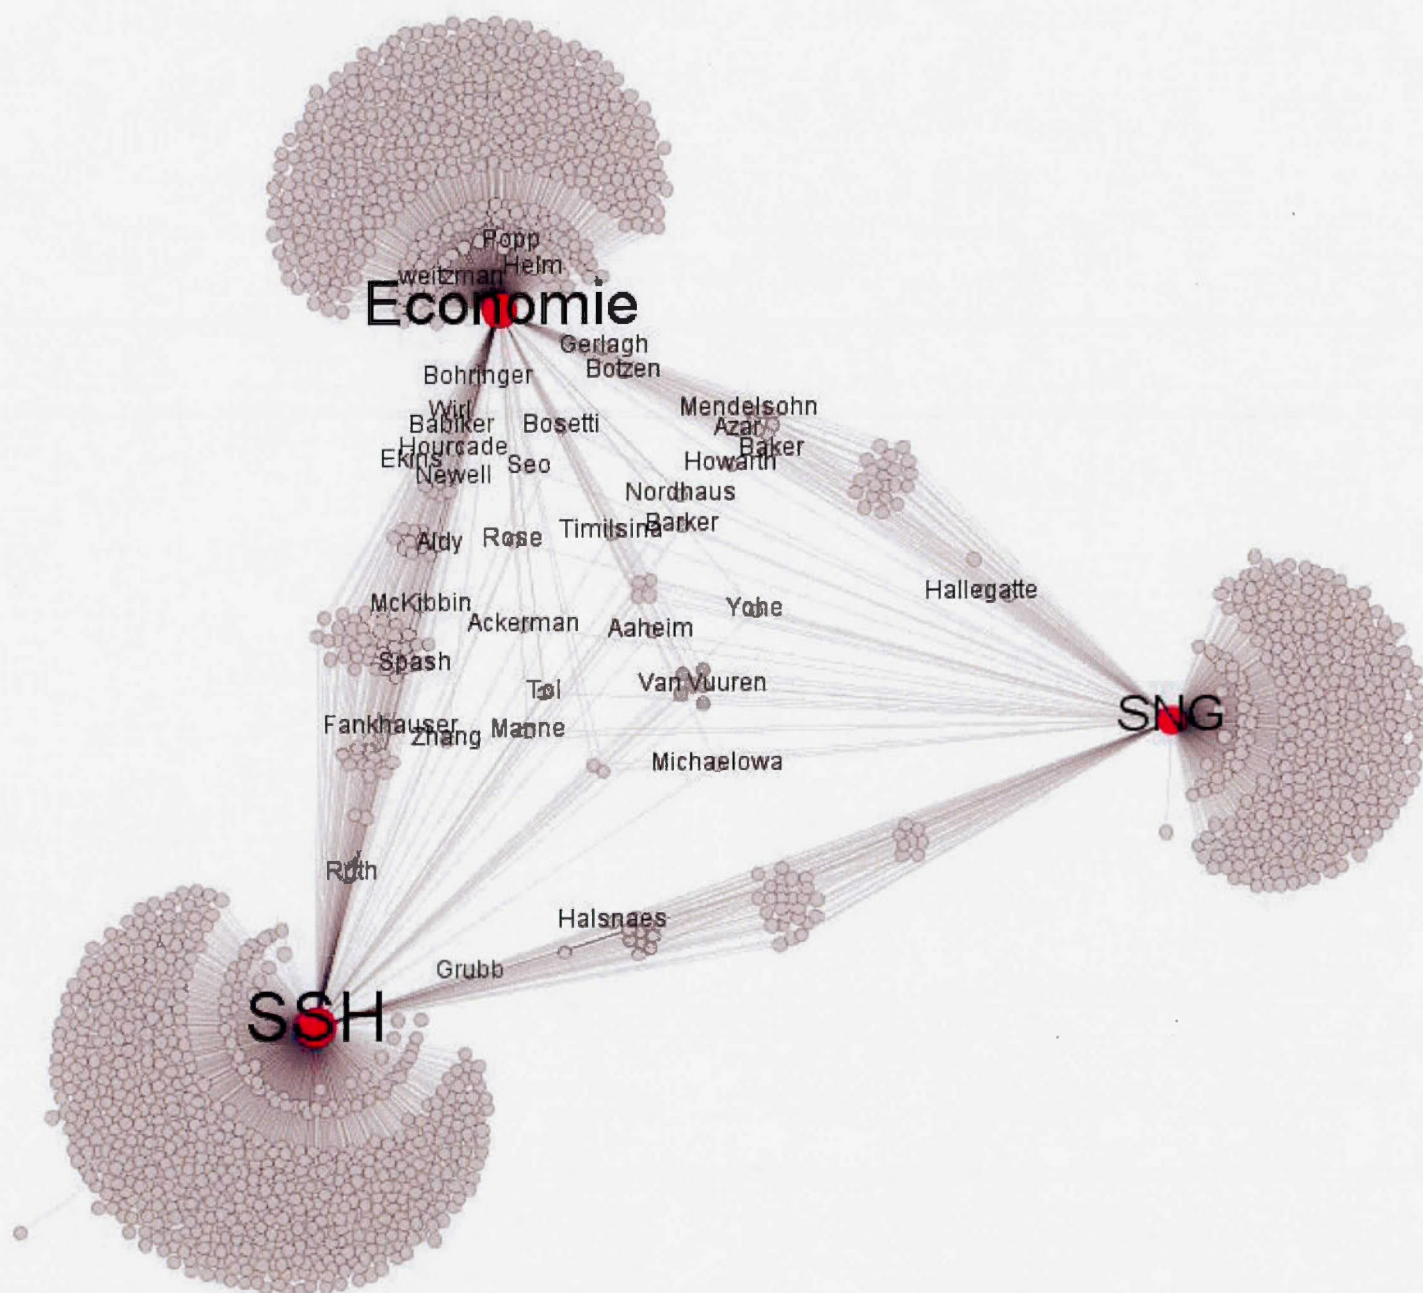 Popp
Helm
weitzman
Economie
Gerlagh
Botzen
Bohringer
Mendelsohn
Wirl
Babiker
Bosetti
Azar
Hourcade
Baker
Ekins
Seo
Howarth
Newell
Nordhaus
Barker
Timilsina
Aldy
Rose
Hallegatte
McKibbin
Yohe
Ackerman
Aaheim
Spash
Tol
Van Vuuren
SNG
Fankhauser
Zhang
Manne
Michaelowa
Ruth
Halsnaes
Grubb
SSH